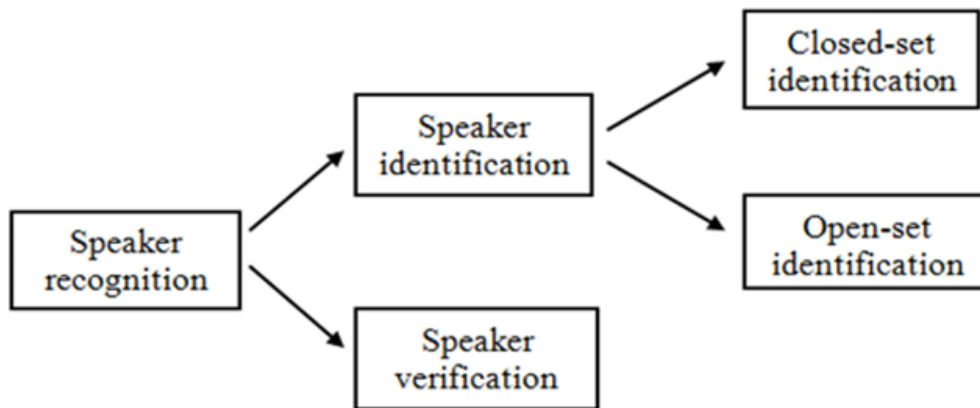 Speaker
recognition
Speaker
identification
Speaker
verification
Closed-set
identification
Open-set
identification